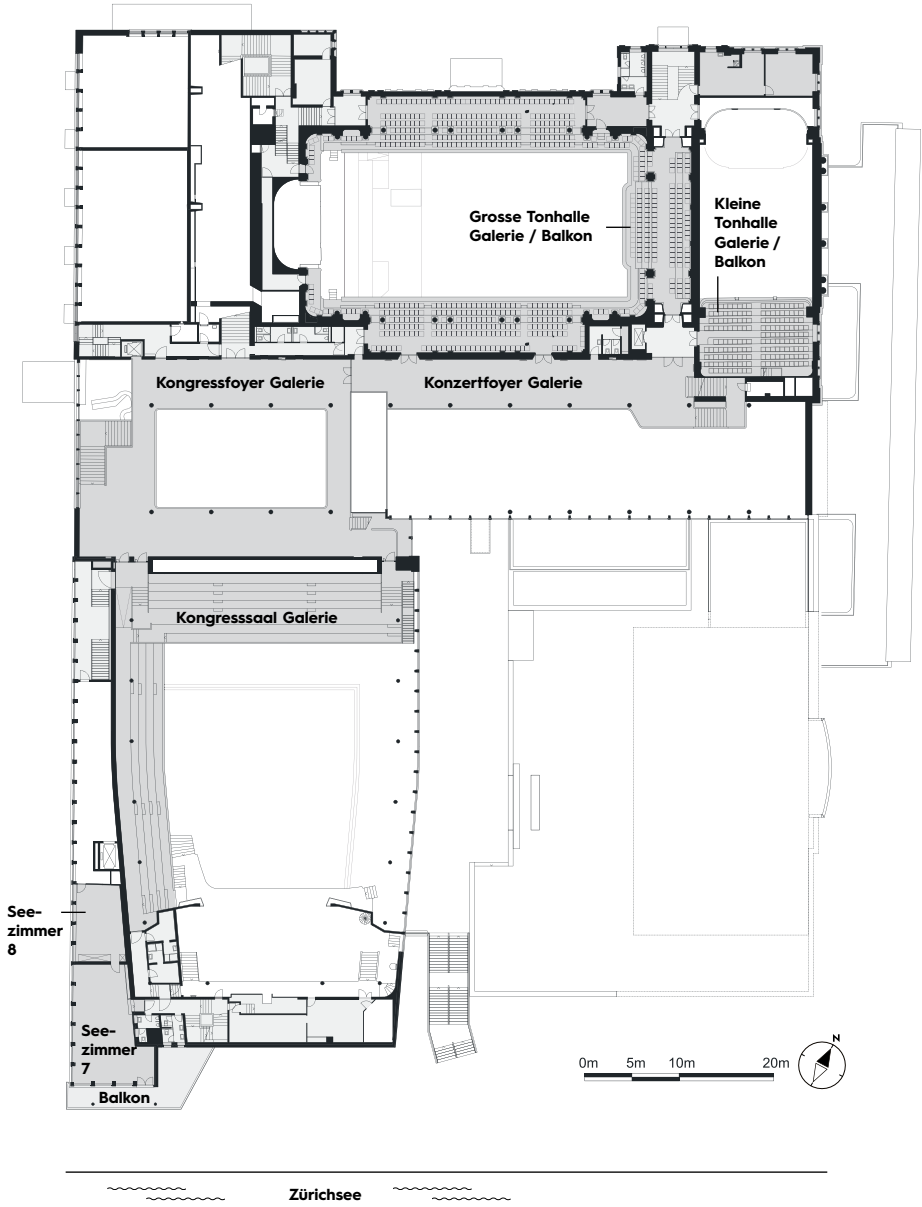 Grosse Tonhalle
Galerie / Balkon
Kleine
Tonhalle
Galerie /
Balkon
Kongressfoyer Galerie
Konzertfoyer Galerie
Kongresssaal Galerie
See-
zimmer
8
See-
zimmer
7
Balkon
0m 5m 10m 20m
N
Zürichsee